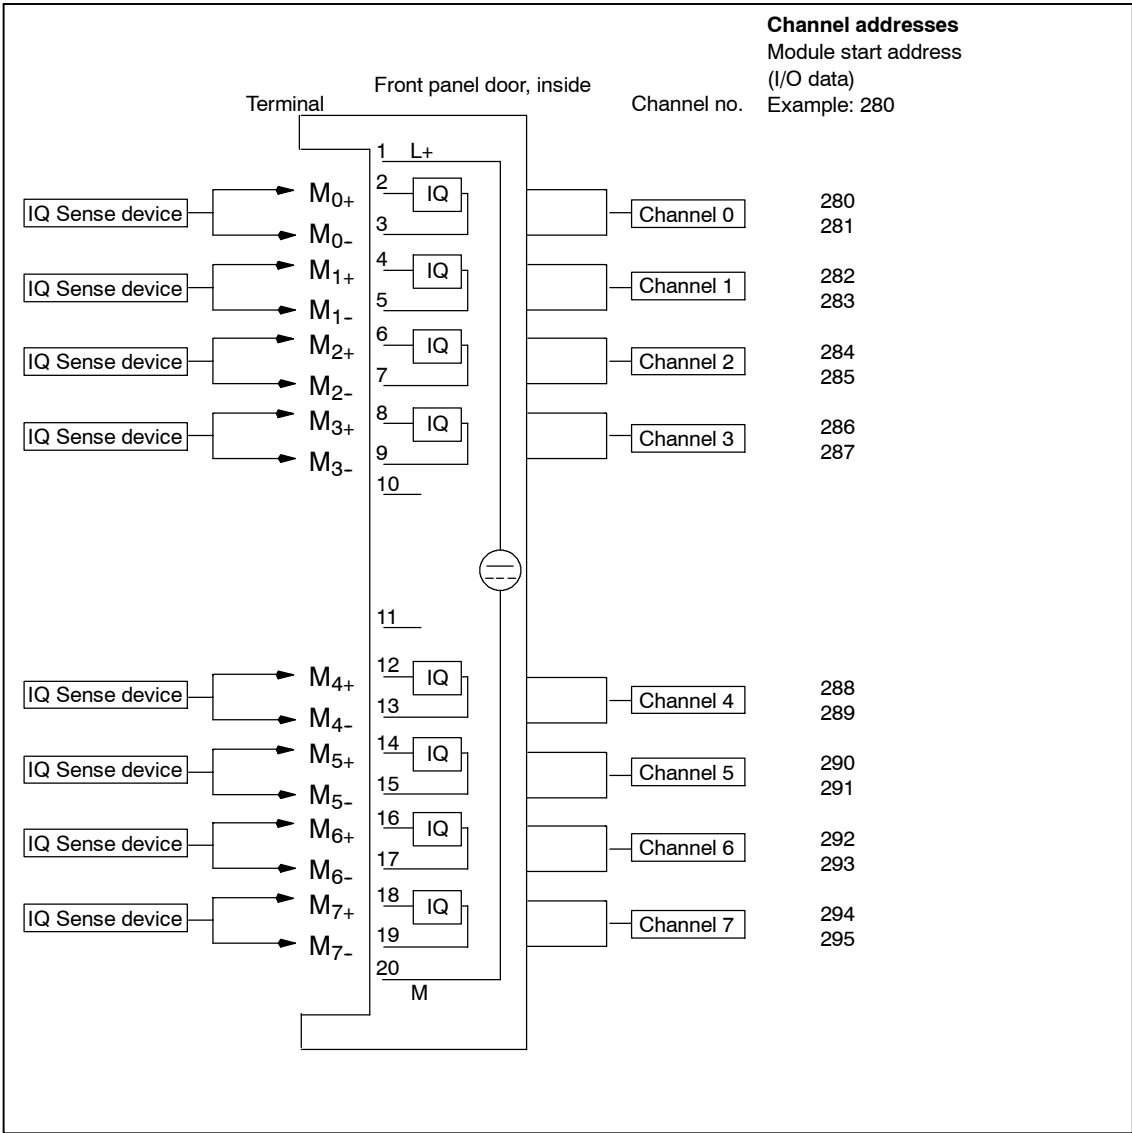 Channel addresses
Module start address
(I/O data)
Example: 280
Front panel door, inside
Terminal
Channel no.
1 L+
IQ Sense device
M0+
2
IQ
M0-
3
Channel 0
280
281
IQ Sense device
M1+
4
IQ
M1-
5
Channel 1
282
283
IQ Sense device
M2+
6
IQ
M2-
7
Channel 2
284
285
IQ Sense device
M3+
8
IQ
M3-
9
Channel 3
286
287
10
11
IQ Sense device
M4+
12
IQ
M4-
13
Channel 4
288
289
IQ Sense device
M5+
14
IQ
M5-
15
Channel 5
290
291
IQ Sense device
M6+
16
IQ
M6-
17
Channel 6
292
293
IQ Sense device
M7+
18
IQ
M7-
19
Channel 7
294
295
20
M